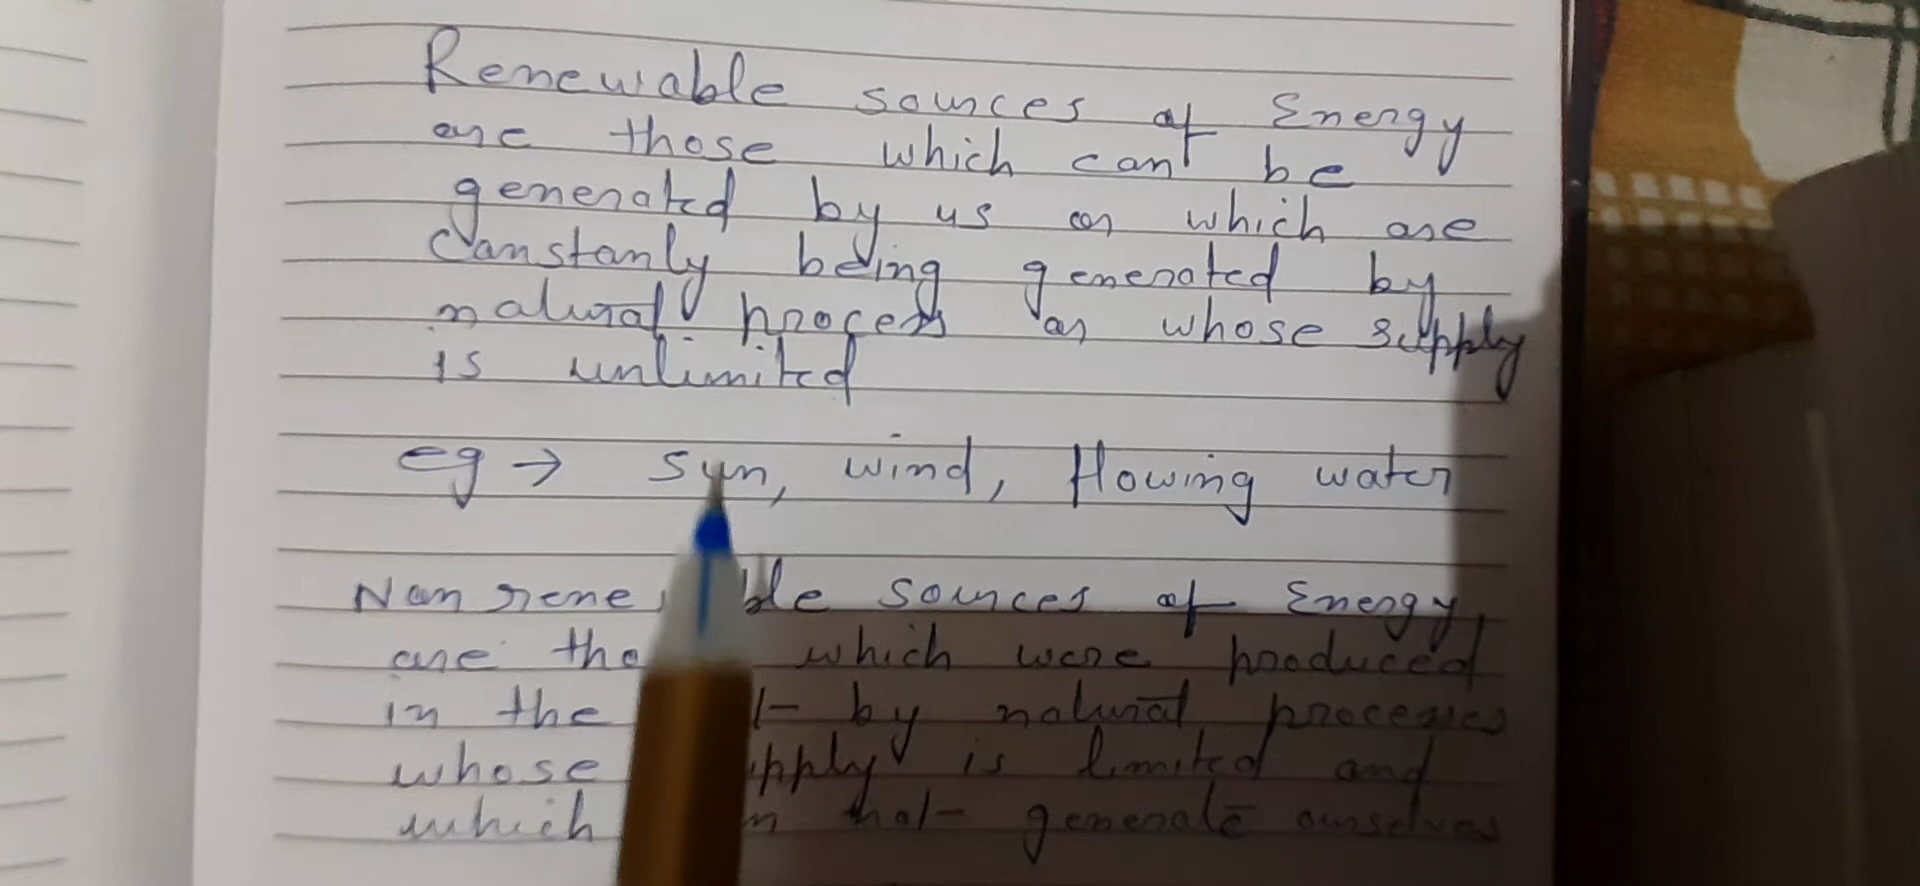 Renewable sources of Energy
are those which can be
generated by us or which are
constanly being generated by
natural process or whose supply
is unlimited
eg → sun, wind, flowing water
Non rene ble sources of Energy
are tho which were produced
in the by natural processes
whose pply is limited and
which not generate ourselves